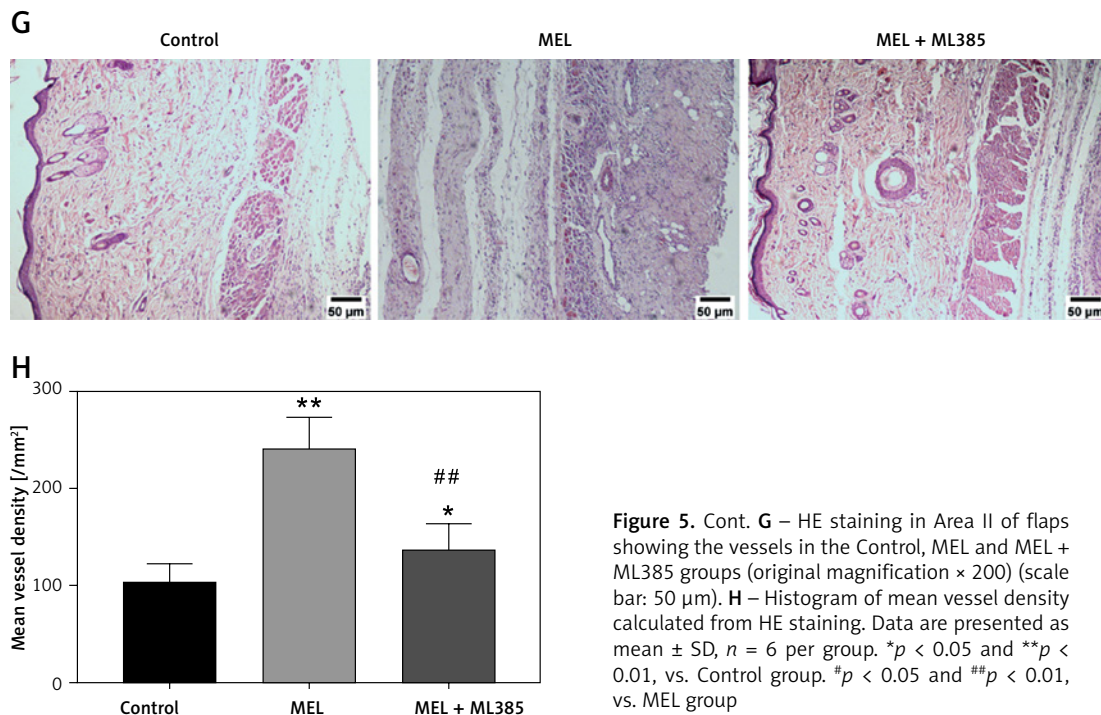 G
Control
MEL
MEL + ML385
50 µm
50 µm
50 µm
H
Mean vessel density [/mm²]
300
200
100
0
**
##
*
Control
MEL
MEL + ML385
Figure 5. Cont. G – HE staining in Area II of flaps
showing the vessels in the Control, MEL and MEL +
ML385 groups (original magnification × 200) (scale
bar: 50 µm). H – Histogram of mean vessel density
calculated from HE staining. Data are presented as
mean ± SD, n = 6 per group. *p < 0.05 and **p <
0.01, vs. Control group. #p < 0.05 and ##p < 0.01,
vs. MEL group